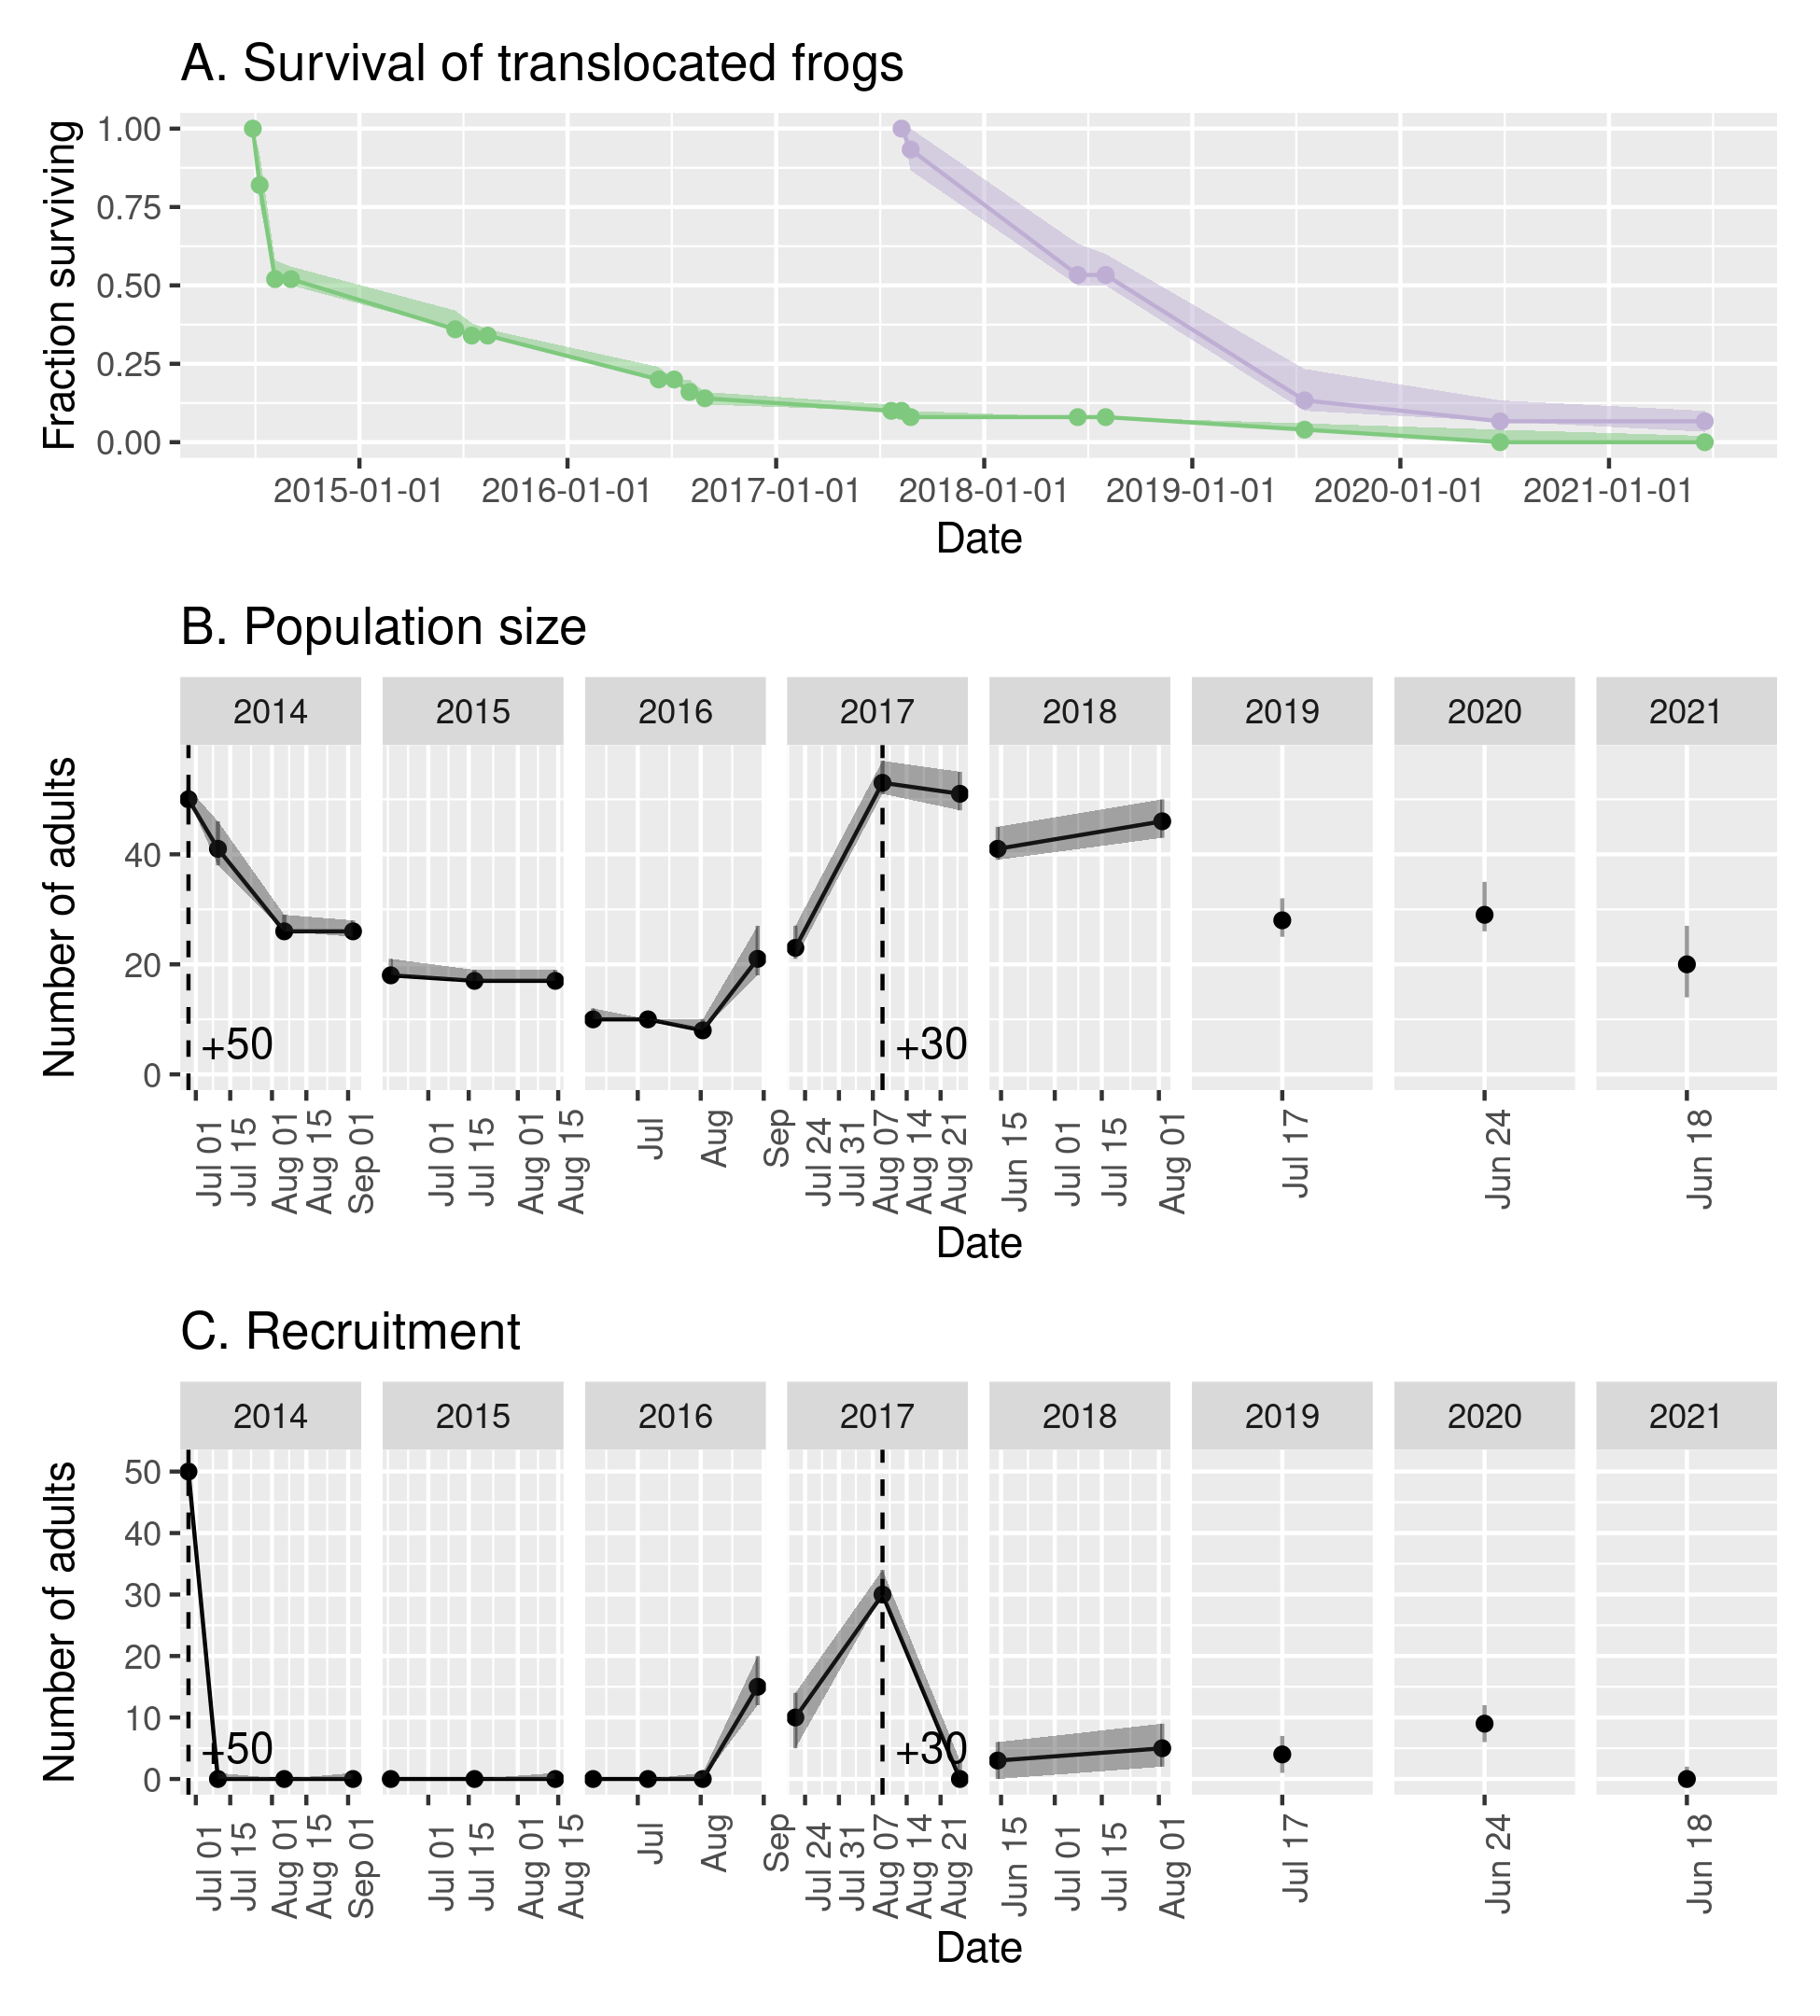 A. Survival of translocated frogs
Fraction surviving
1.00
0.75
0.50
0.25
0.00
2015-01-01 2016-01-01 2017-01-01 2018-01-01 2019-01-01 2020-01-01 2021-01-01
Date
B. Population size
2014 2015 2016 2017 2018 2019 2020 2021
Number of adults
40
20
0
+50 +30
Jul 01 Jul 15 Aug 01 Aug 15 Sep 01 Jul 01 Jul 15 Aug 01 Aug 15 Jul Aug Sep Jul 24 Jul 31 Aug 07 Aug 14 Aug 21 Jun 15 Jul 01 Jul 15 Aug 01 Jul 17 Jun 24 Jun 18
Date
C. Recruitment
2014 2015 2016 2017 2018 2019 2020 2021
Number of adults
50
40
30
20
10
0
+50 +30
Jul 01 Jul 15 Aug 01 Aug 15 Sep 01 Jul 01 Jul 15 Aug 01 Aug 15 Jul Aug Sep Jul 24 Jul 31 Aug 07 Aug 14 Aug 21 Jun 15 Jul 01 Jul 15 Aug 01 Jul 17 Jun 24 Jun 18
Date